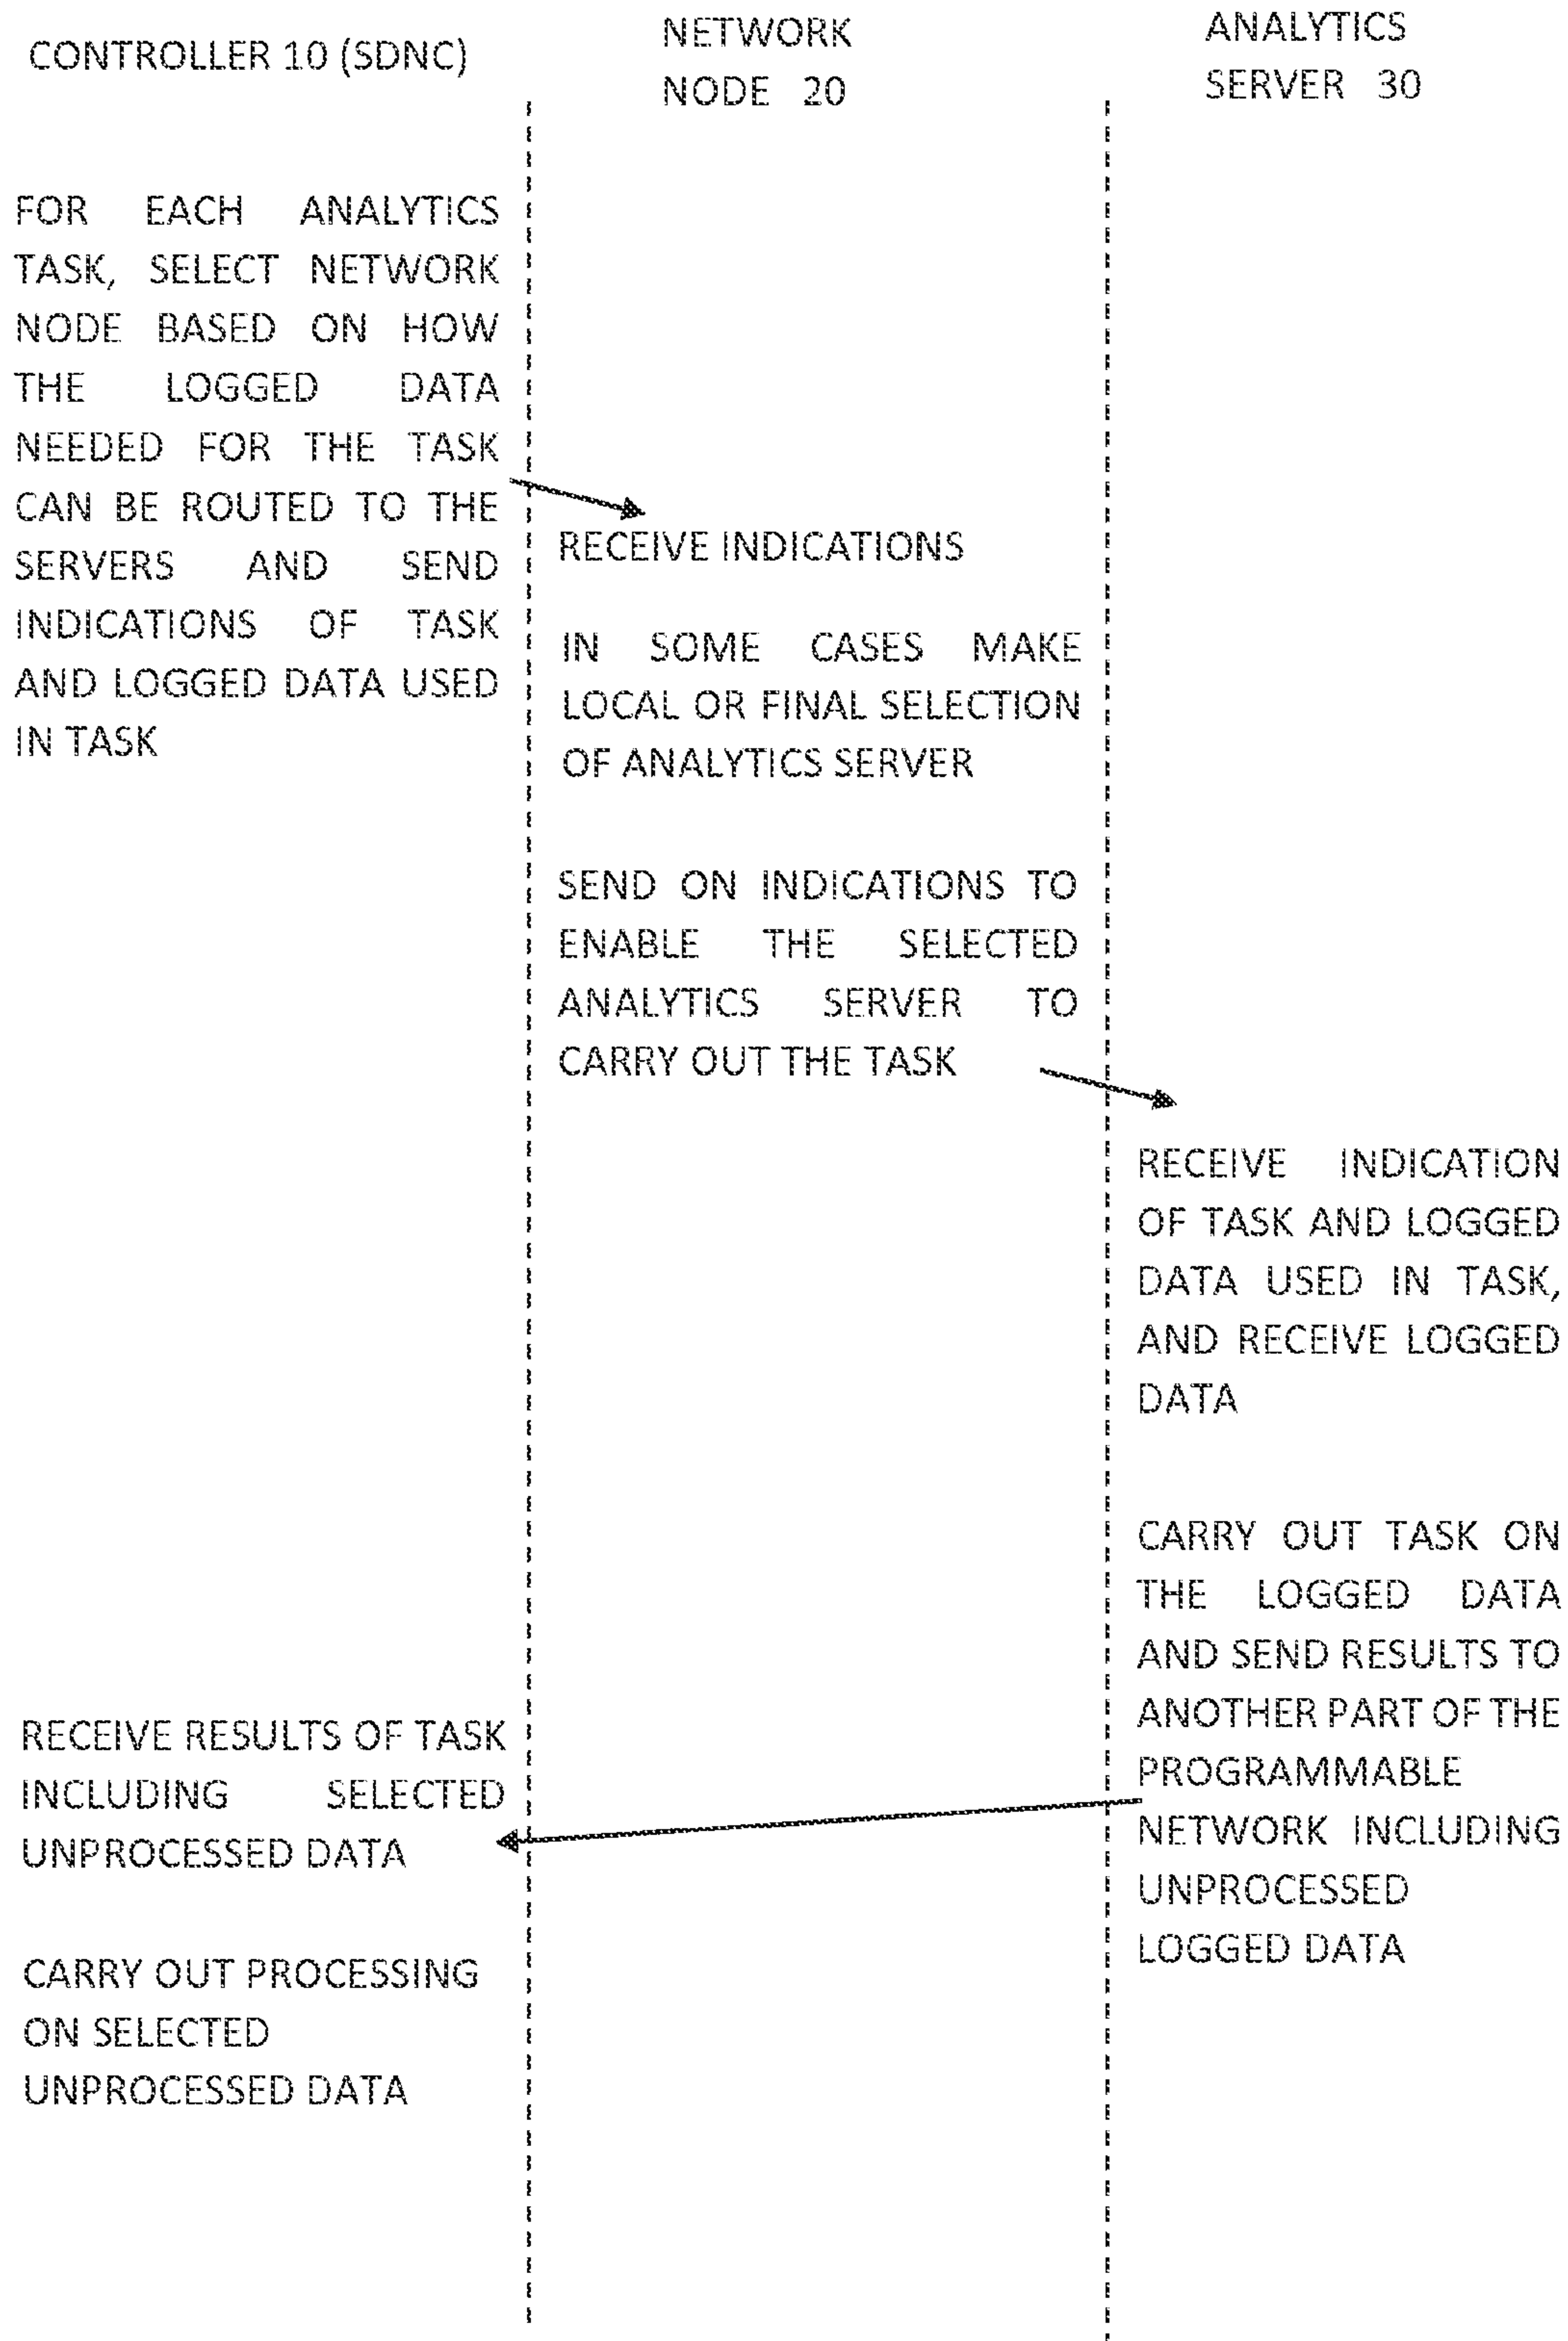 CONTROLLER 10 (SDNC)
NETWORK
NODE 20
ANALYTICS
SERVER 30
FOR EACH ANALYTICS
TASK, SELECT NETWORK
NODE BASED ON HOW
THE LOGGED DATA
NEEDED FOR THE TASK
CAN BE ROUTED TO THE
SERVERS AND SEND
INDICATIONS OF TASK
AND LOGGED DATA USED
IN TASK
RECEIVE INDICATIONS
IN SOME CASES MAKE
LOCAL OR FINAL SELECTION
OF ANALYTICS SERVER
SEND ON INDICATIONS TO
ENABLE THE SELECTED
ANALYTICS SERVER TO
CARRY OUT THE TASK
RECEIVE INDICATION
OF TASK AND LOGGED
DATA USED IN TASK,
AND RECEIVE LOGGED
DATA
CARRY OUT TASK ON
THE LOGGED DATA
AND SEND RESULTS TO
ANOTHER PART OF THE
PROGRAMMABLE
NETWORK INCLUDING
UNPROCESSED
LOGGED DATA
RECEIVE RESULTS OF TASK
INCLUDING SELECTED
UNPROCESSED DATA
CARRY OUT PROCESSING
ON SELECTED
UNPROCESSED DATA